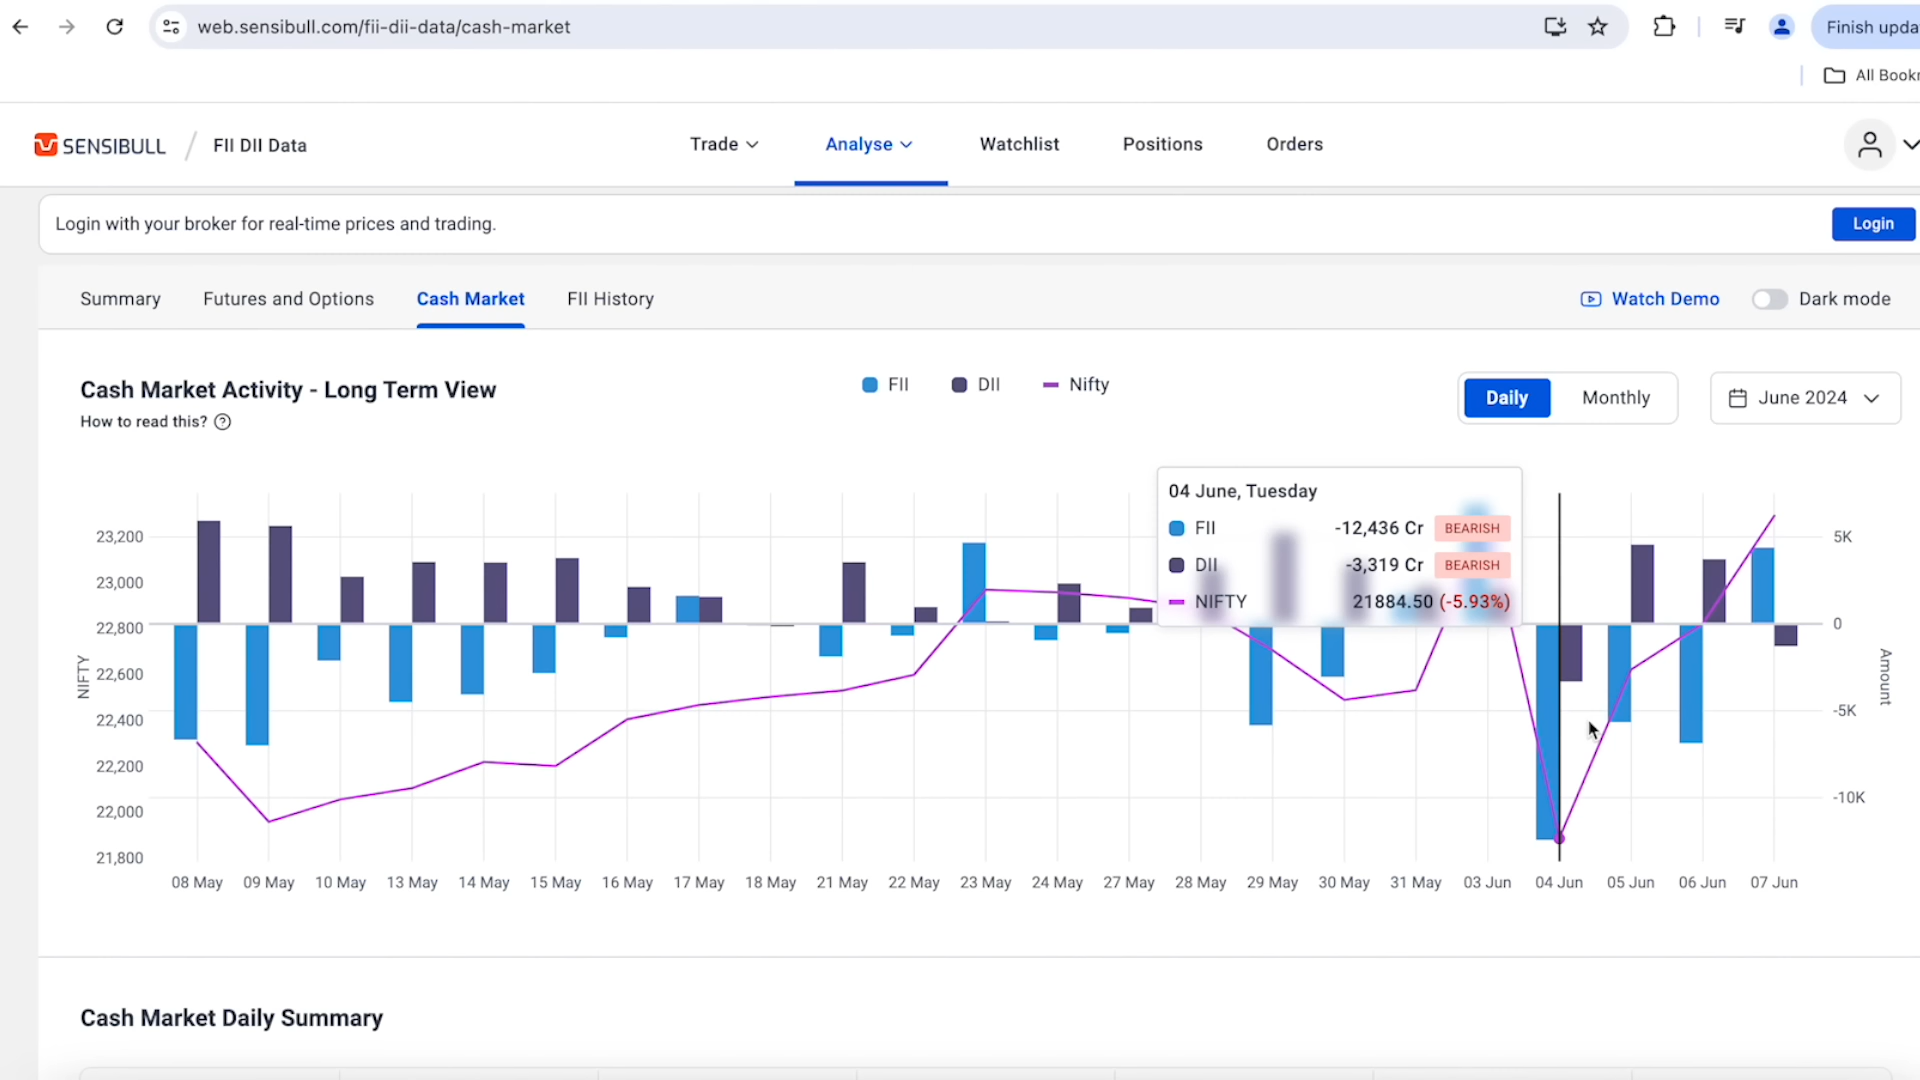 web.sensibull.com/fii-dii-data/cash-market
Finish upda
All Bookr
SENSIBULL / FII DII Data
Trade
Analyse
Watchlist
Positions
Orders
Login with your broker for real-time prices and trading.
Login
Summary
Futures and Options
Cash Market
FII History
Watch Demo
Dark mode
Cash Market Activity - Long Term View
How to read this?
FII
DII
Nifty
Daily
Monthly
June 2024
04 June, Tuesday
FII -12,436 Cr BEARISH
DII -3,319 Cr BEARISH
NIFTY 21884.50 (-5.93%)
NIFTY
23,200
23,000
22,800
22,600
22,400
22,200
22,000
21,800
5K
0
-5K
-10K
Amount
08 May 09 May 10 May 13 May 14 May 15 May 16 May 17 May 18 May 21 May 22 May 23 May 24 May 27 May 28 May 29 May 30 May 31 May 03 Jun 04 Jun 05 Jun 06 Jun 07 Jun
Cash Market Daily Summary